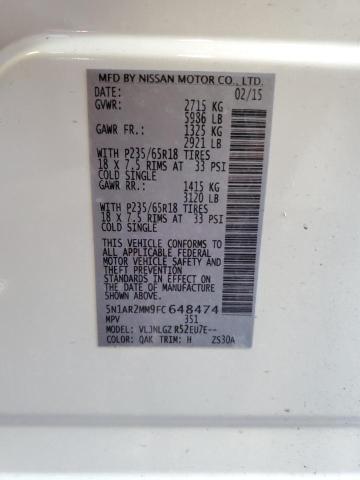 MFD BY NISSAN MOTOR CO., LTD.
DATE: 02/15
GVWR: 2715 KG
5986 LB
GAWR FR.: 1325 KG
2921 LB
WITH P235/65R18 TIRES
18 X 7.5 RIMS AT 33 PSI
COLD SINGLE
GAWR RR.: 1415 KG
3120 LB
WITH P235/65R18 TIRES
18 X 7.5 RIMS AT 33 PSI
COLD SINGLE
THIS VEHICLE CONFORMS TO
ALL APPLICABLE FEDERAL
MOTOR VEHICLE SAFETY
STANDARDS IN EFFECT ON
THE DATE OF MANUFACTURE
SHOWN ABOVE.
5N1AR2MM9FC648474
MPV 351
MODEL: VLJNLGZ R52EU7E--
COLOR: QAK TRIM: H ZS30A